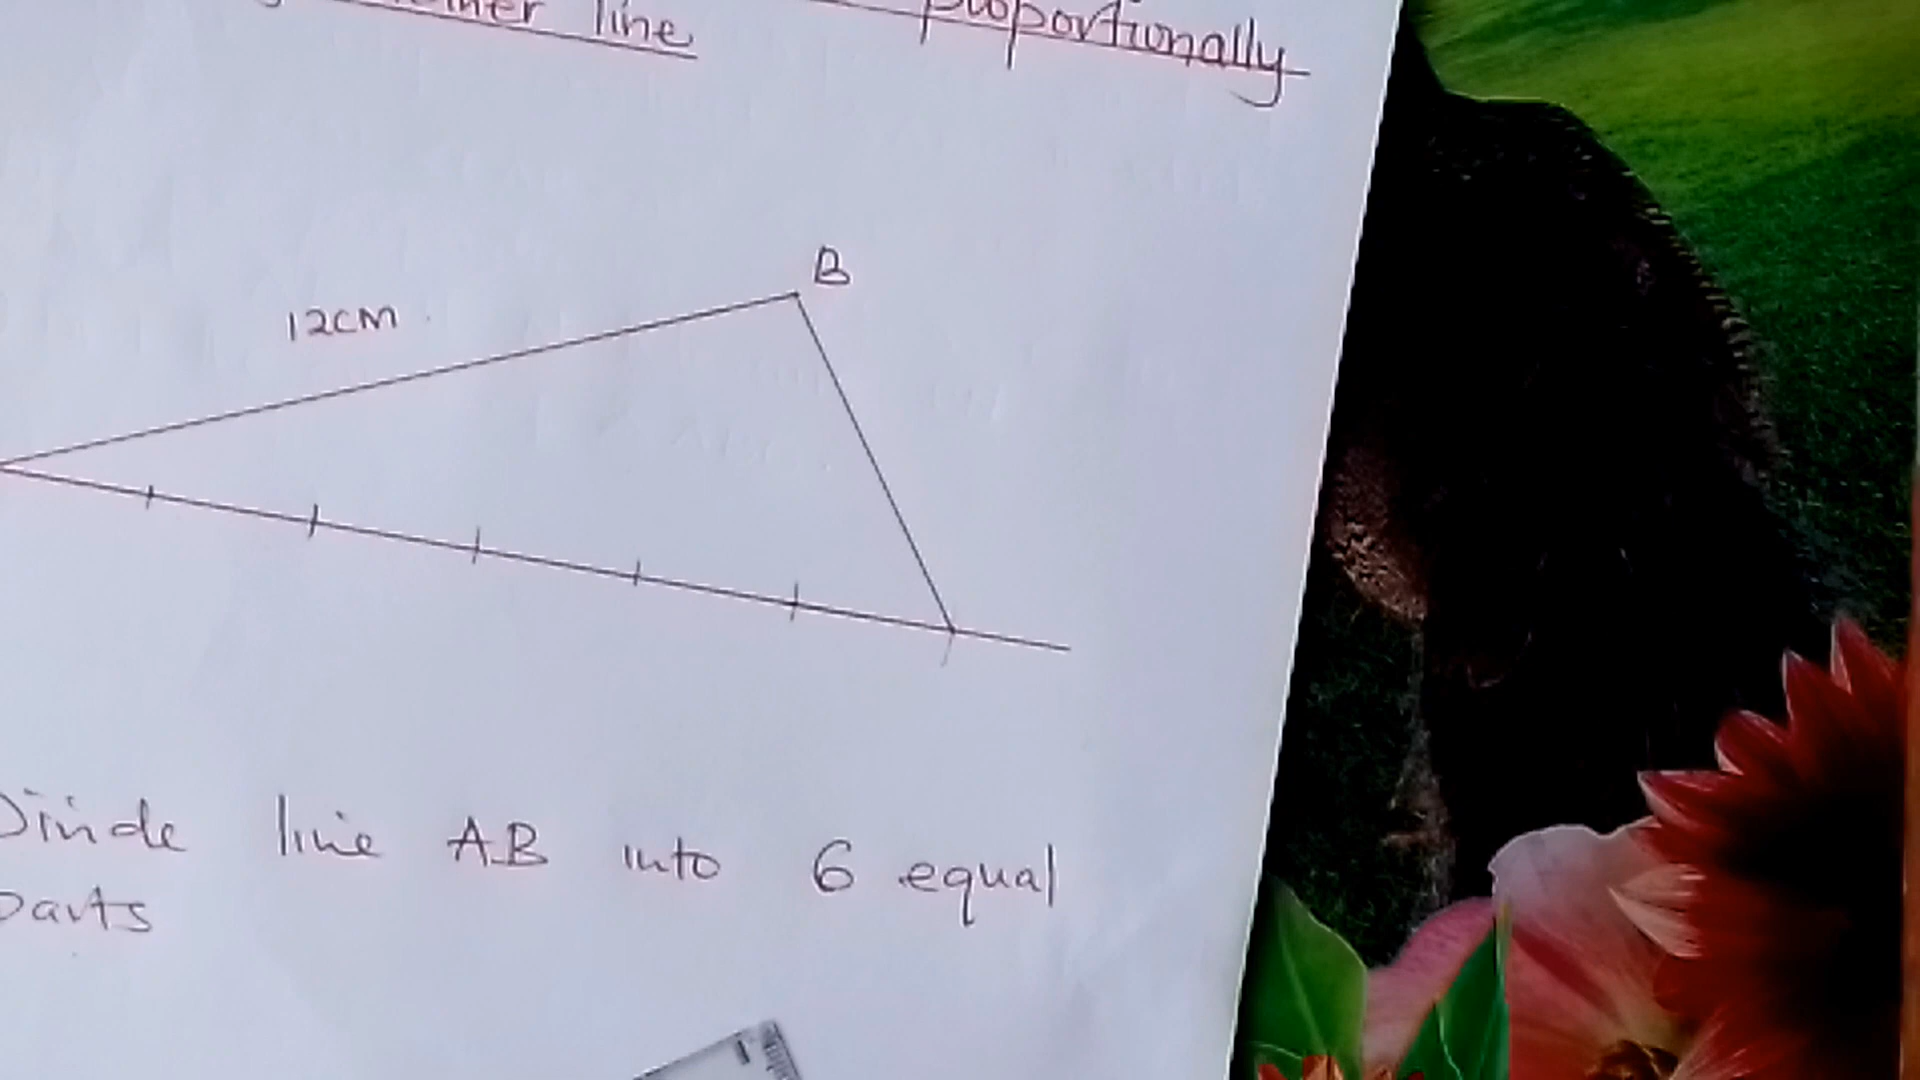 line proportionally
B
12cm
Divide line AB into 6 equal
parts